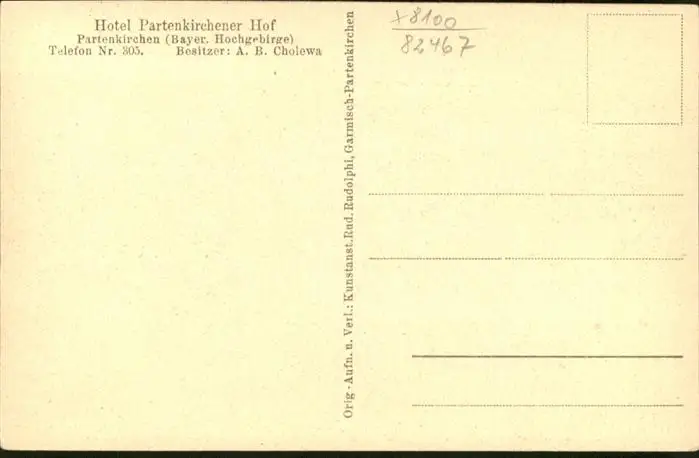 Hotel Partenkirchener Hof
Partenkirchen (Bayer. Hochgebirge)
Telefon Nr. 305. Besitzer: A. B. Cholewa
Orig.-Aufn. u. Verl.: Kunstanst. Rud. Rudolphi, Garmisch-Partenkirchen
x8100
82467